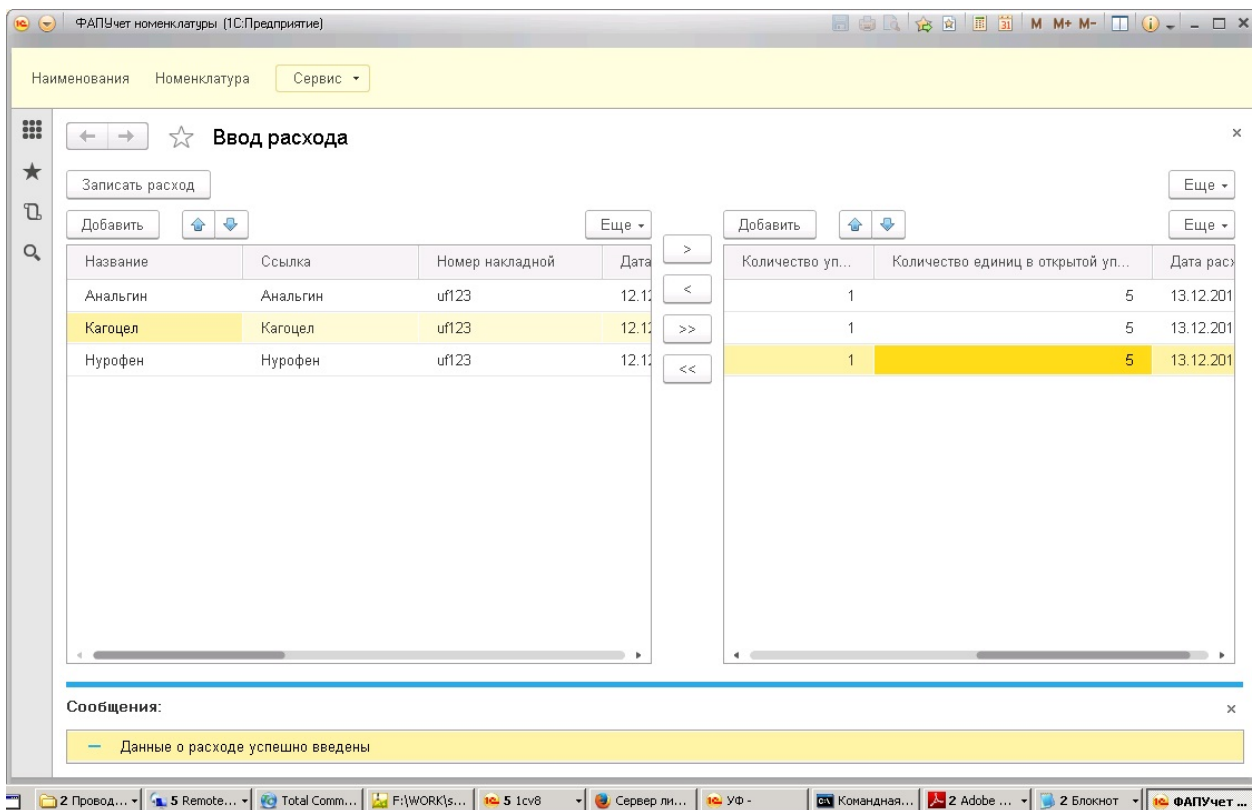 ФАПУчет номенклатуры (1С:Предприятие) 31 M M+ M-
Наименования Номенклатура Сервис
Ввод расхода
Записать расход Еще
Добавить Еще Добавить Еще
Название Ссылка Номер накладной Дата Количество уп... Количество единиц в открытой уп... Дата расх
Анальгин Анальгин uf123 12.12 > 1 5 13.12.201
Кагоцел Кагоцел uf123 12.12 < 1 5 13.12.201
Нурофен Нурофен uf123 12.12 >> 1 5 13.12.201
<<
Сообщения:
Данные о расходе успешно введены
2 Провод... 5 Remote... Total Comm... F:\WORK\s... 5 1cv8 Сервер ли... УФ - Командная... 2 Adobe ... 2 Блокнот ФАПУчет ...